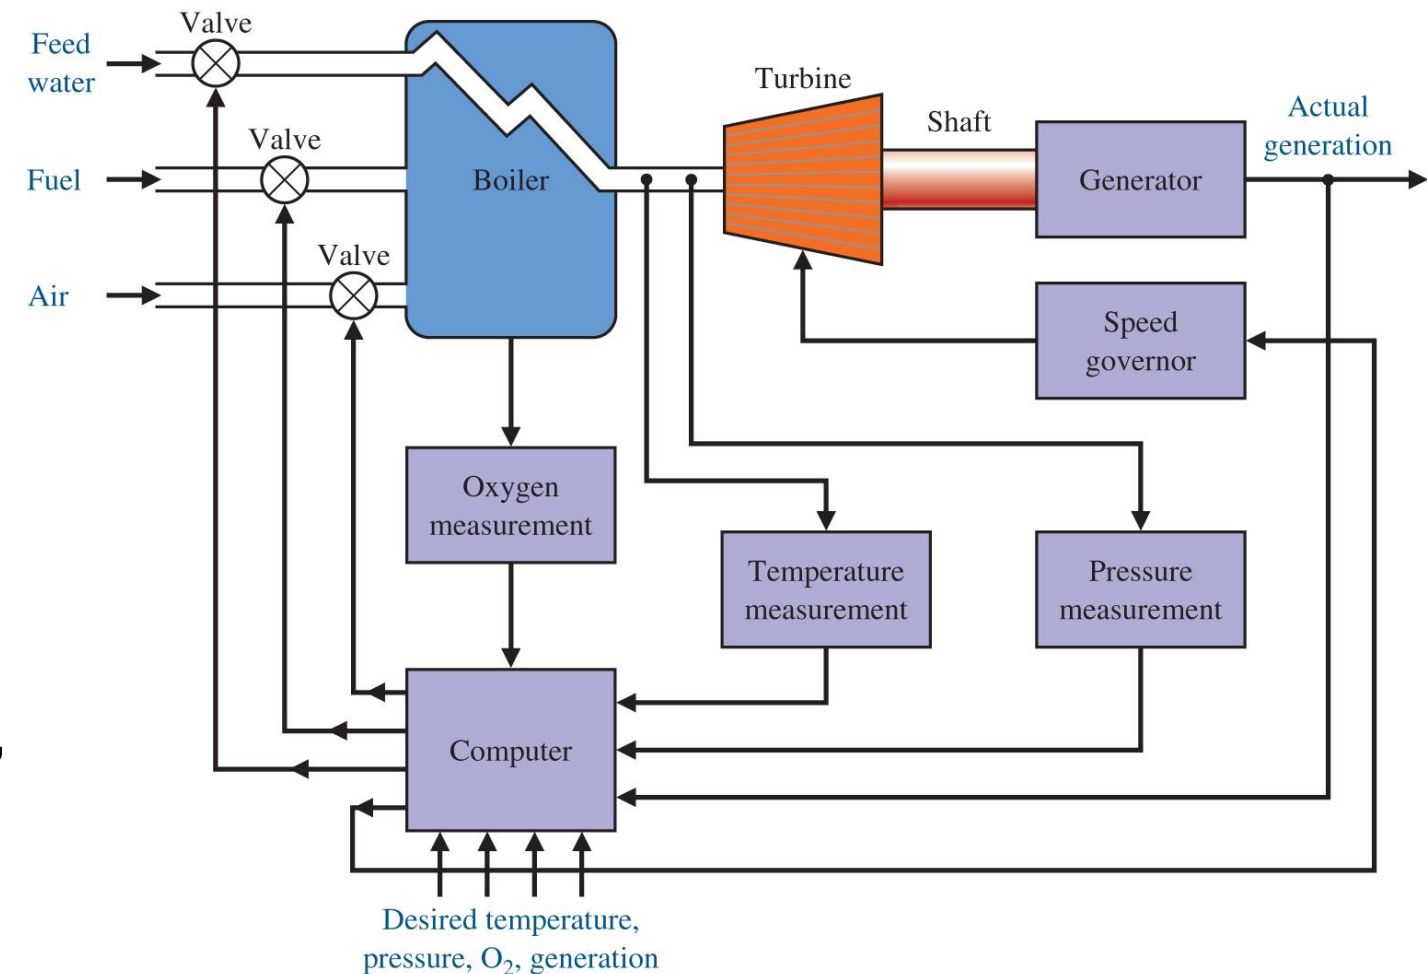 Valve
Feed
water
Valve
Fuel
Valve
Air
Boiler
Turbine
Shaft
Generator
Actual
generation
Speed
governor
Oxygen
measurement
Temperature
measurement
Pressure
measurement
Computer
Desired temperature,
pressure, O₂, generation